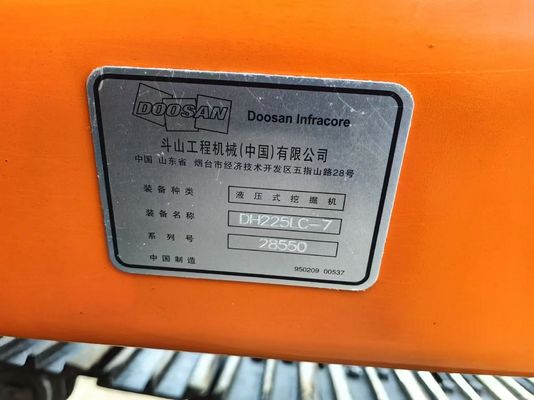 DOOSAN Doosan Infracore
斗山工程机械(中国)有限公司
中国 山东省 烟台市经济技术开发区五指山路28号
装备种类 液压式挖掘机
装备名称 DH225LC-7
系列号 28550
中国制造 950209 00537